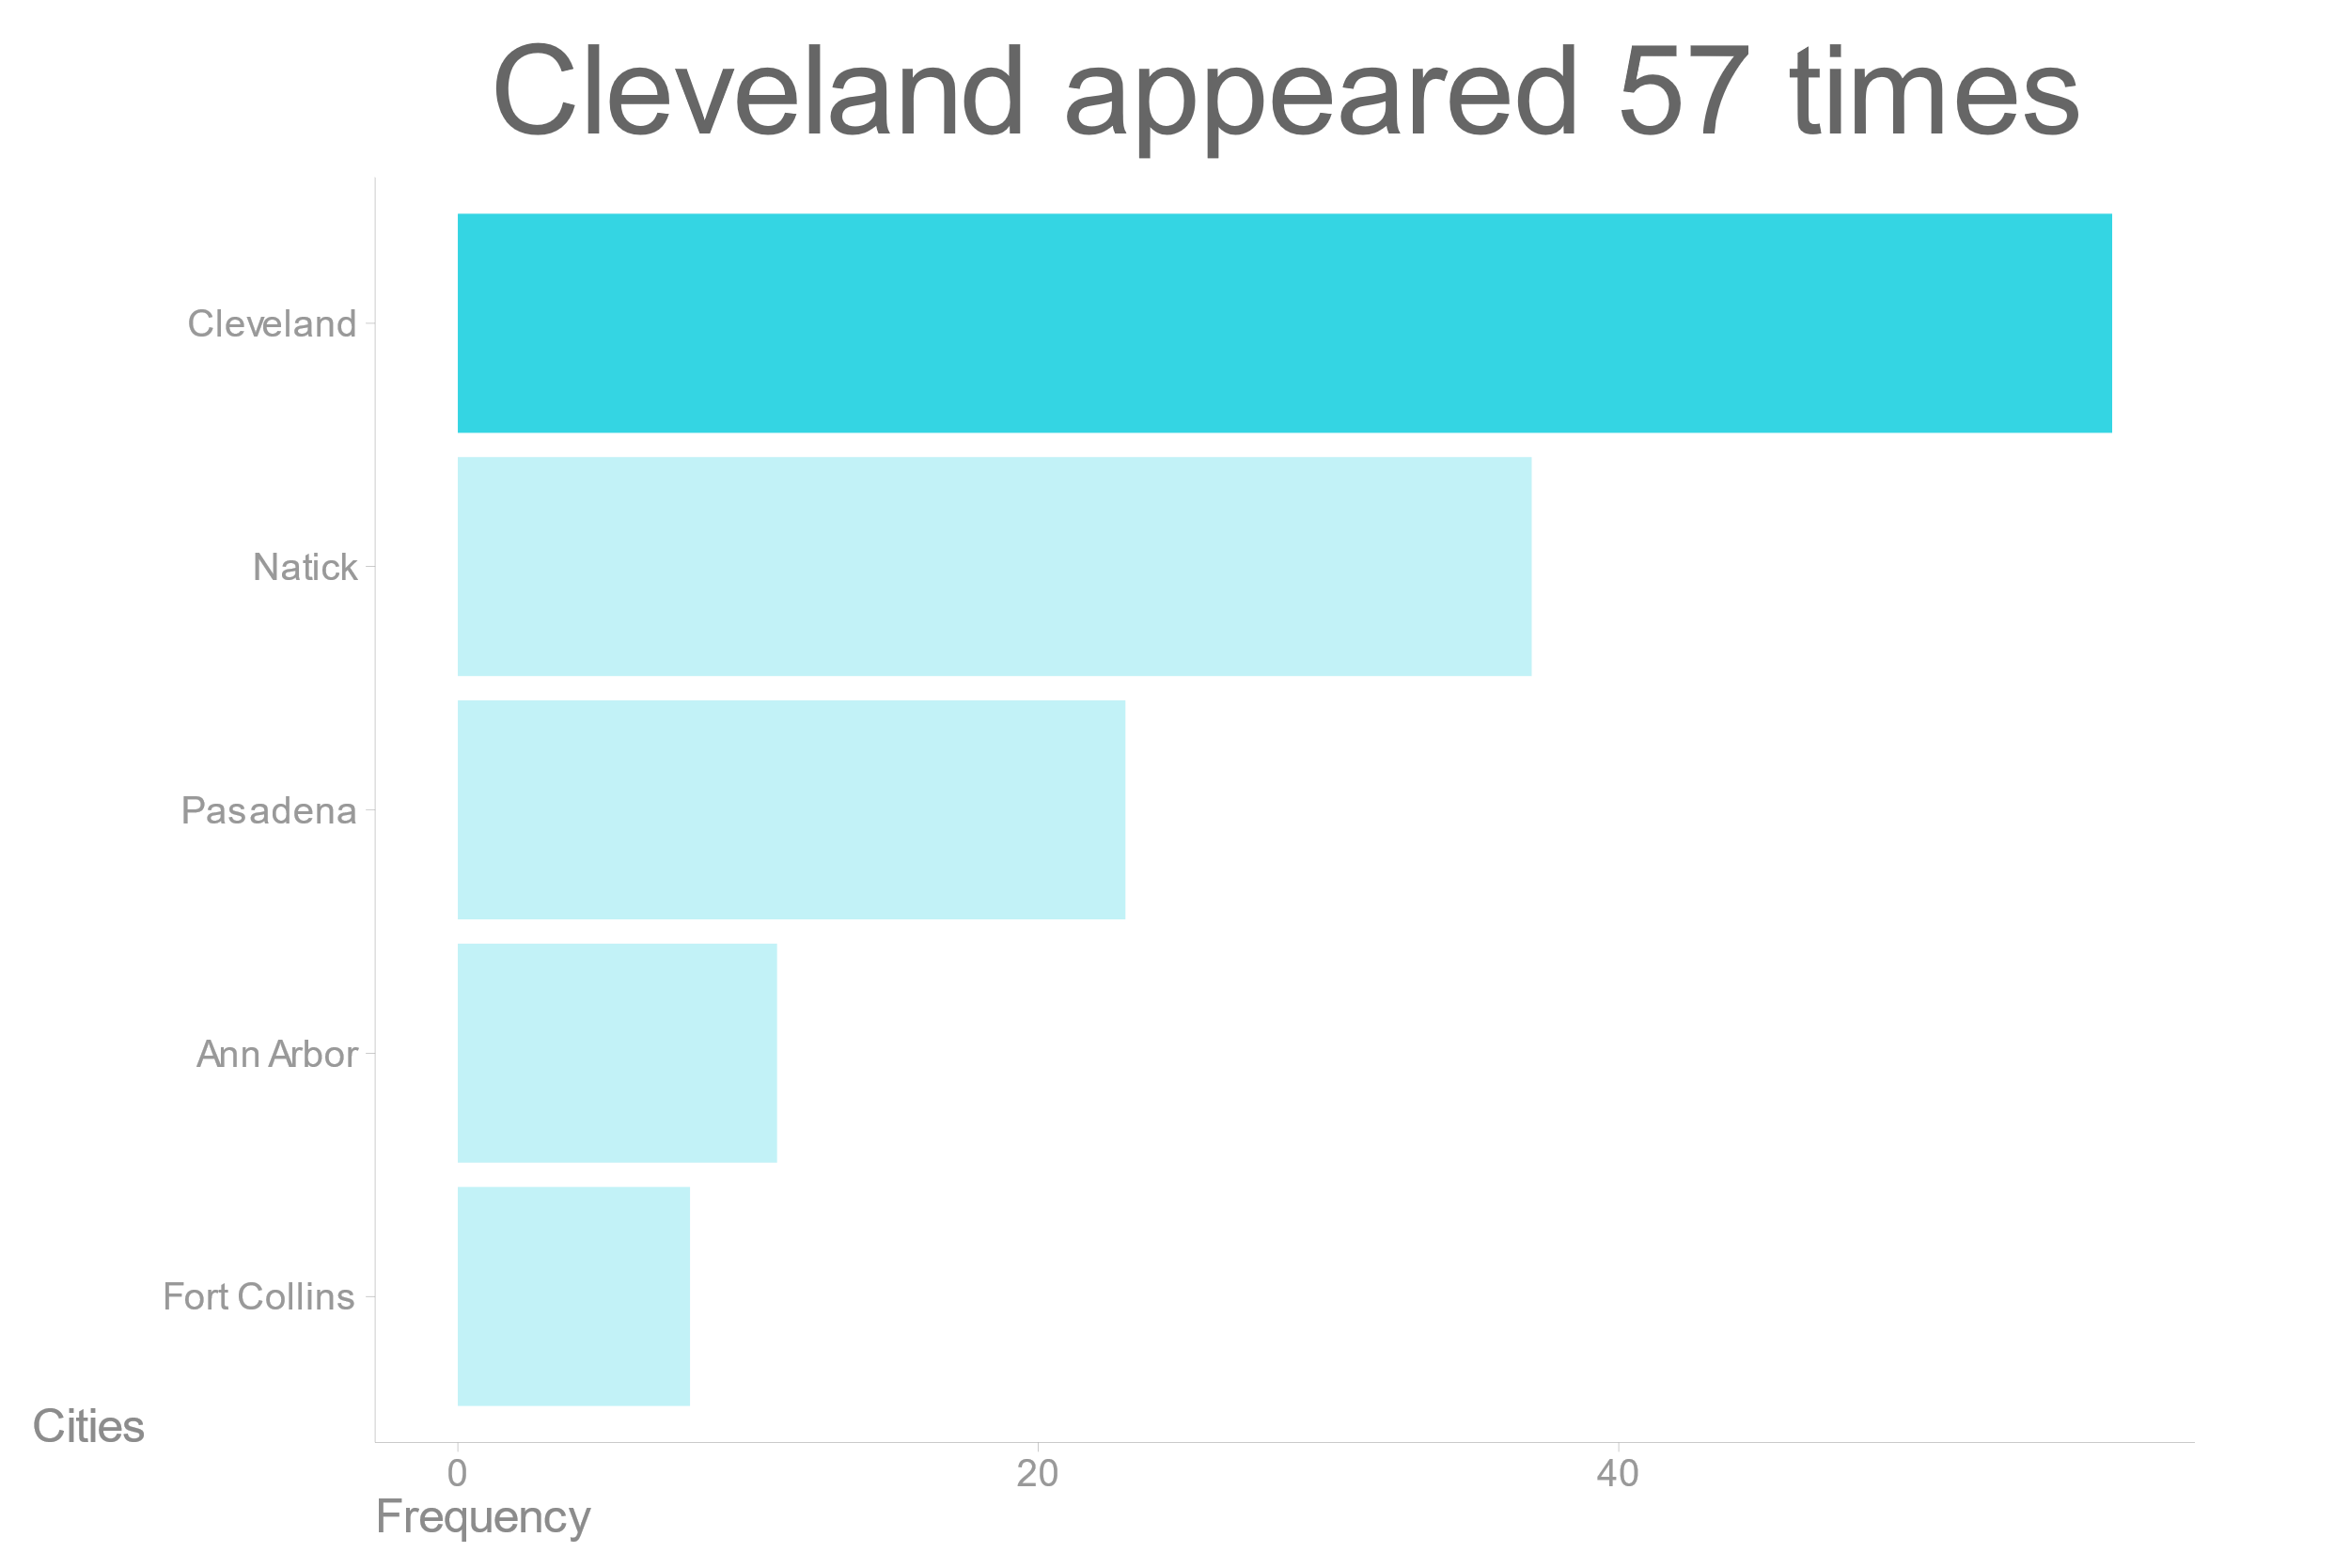 Cleveland appeared 57 times
Cleveland
Natick
Pasadena
Ann Arbor
Fort Collins
Cities
0 20 40
Frequency